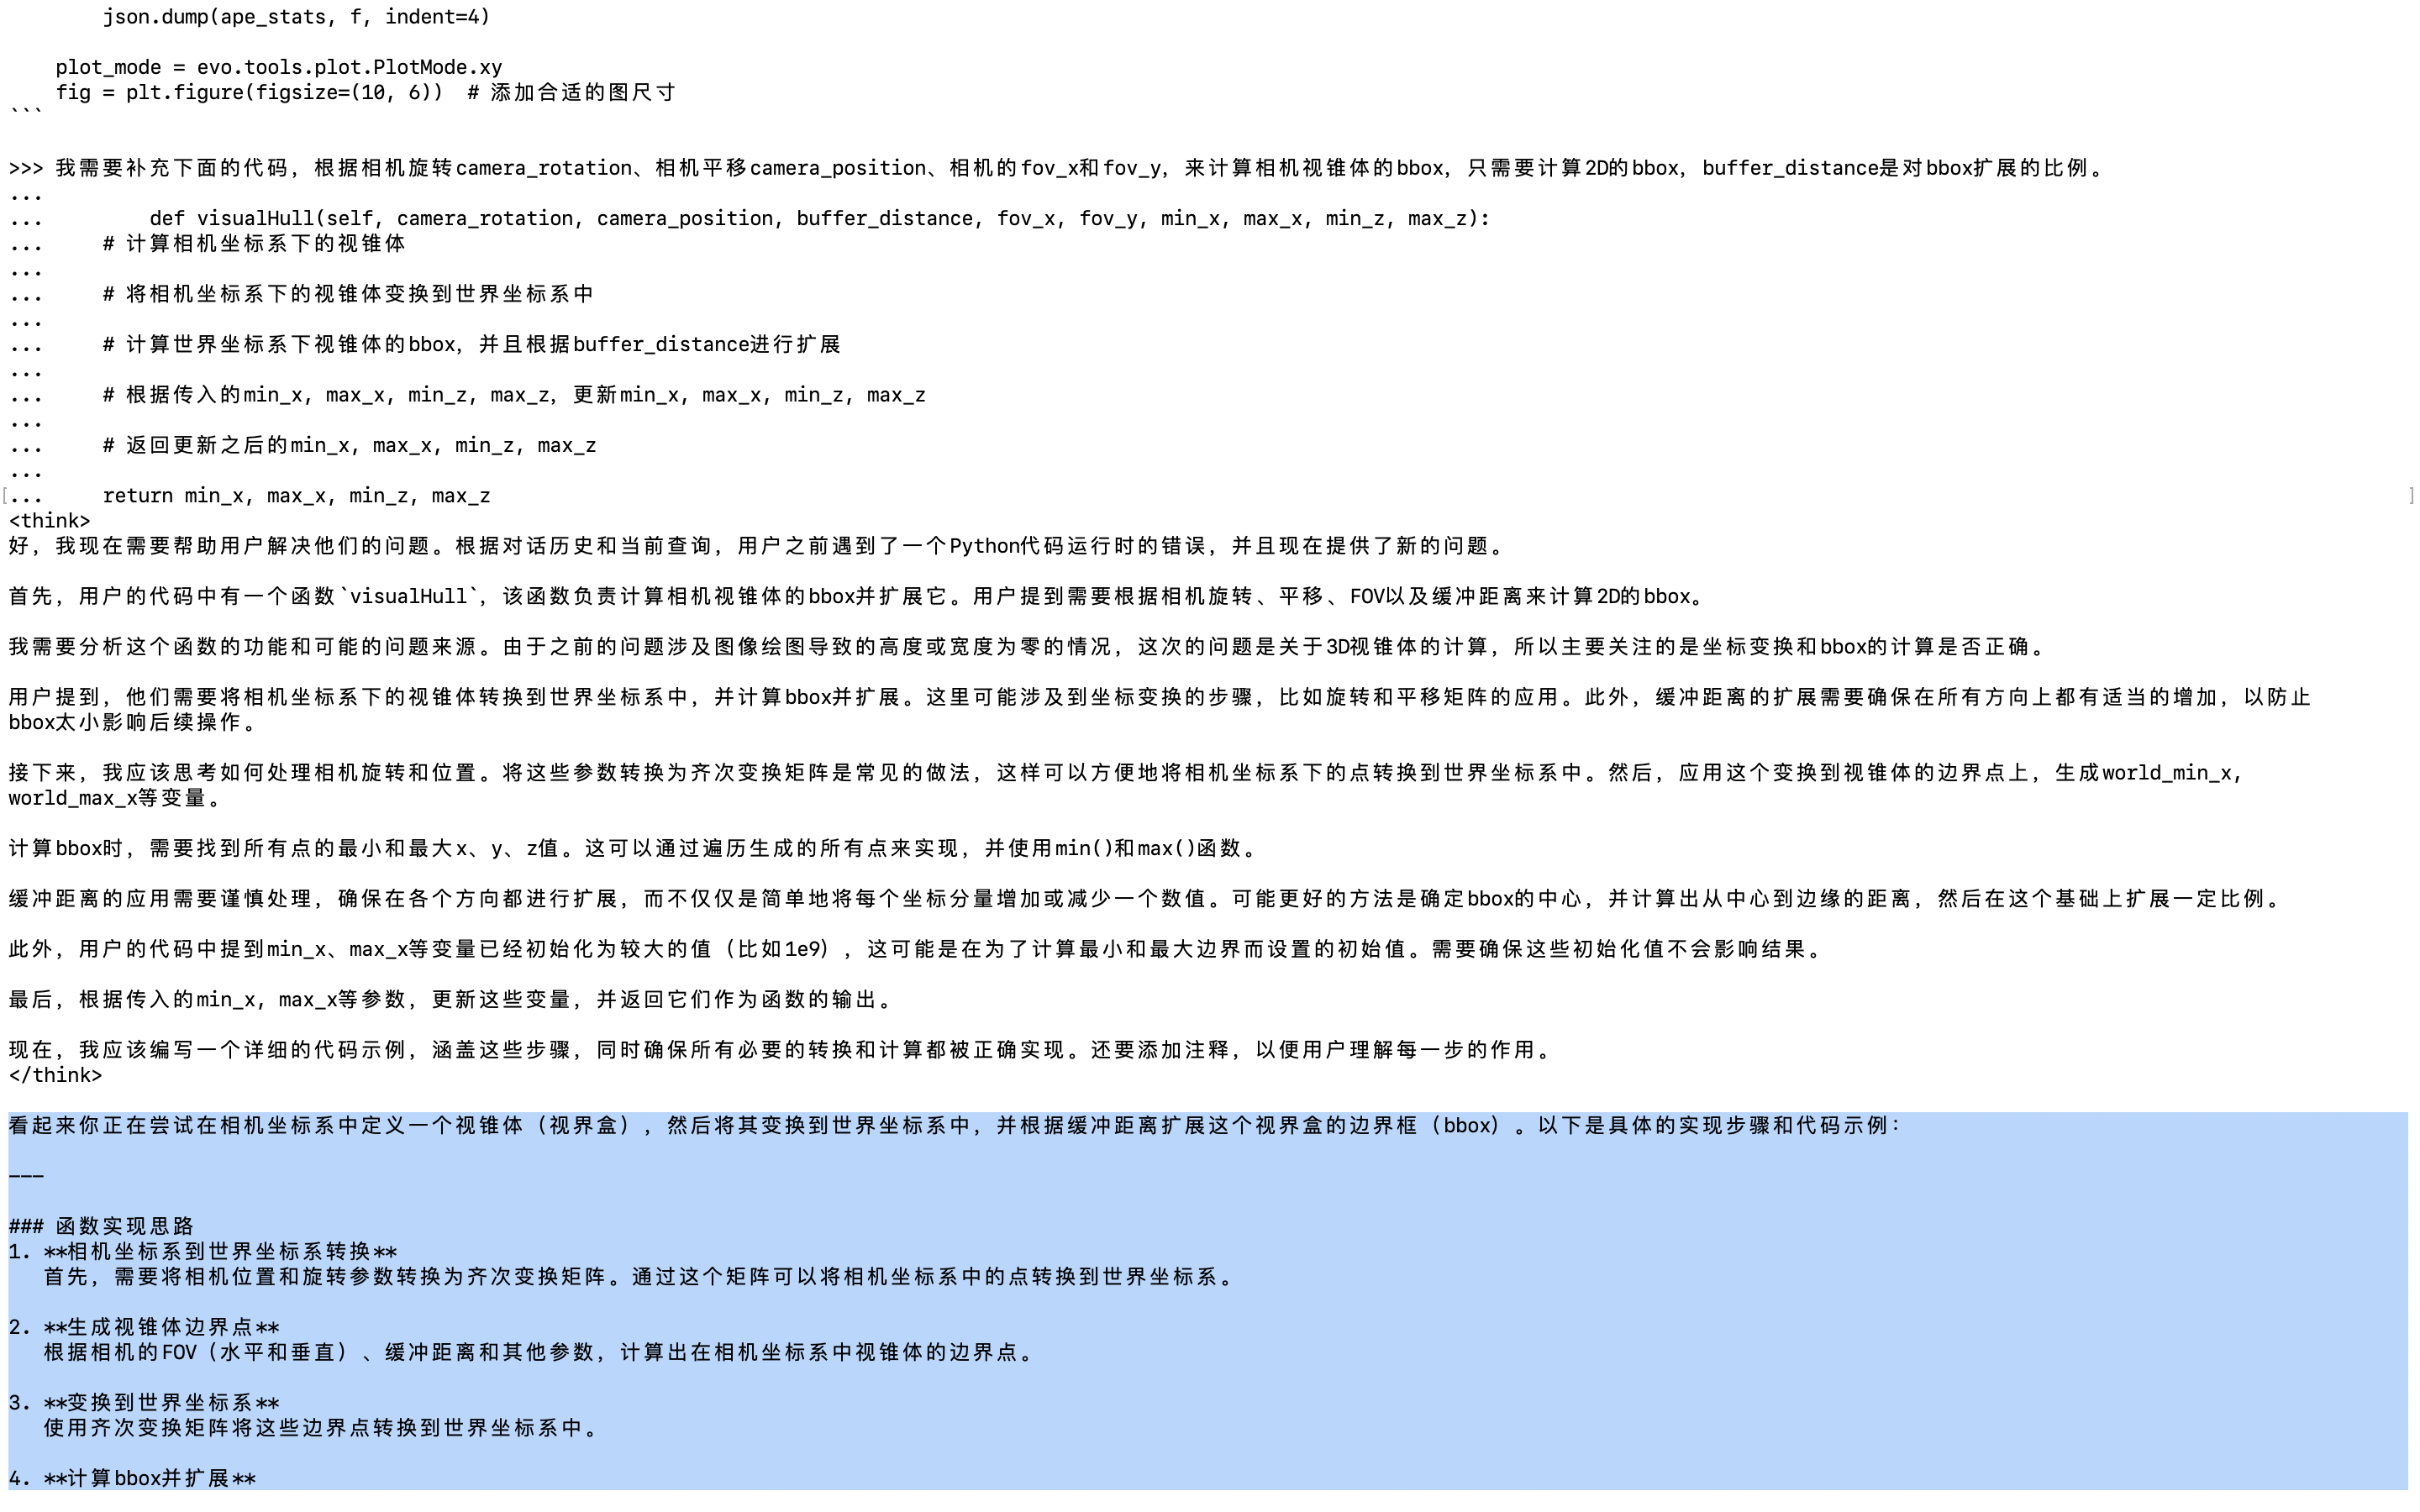 json.dump(ape_stats, f, indent=4)
plot_mode = evo.tools.plot.PlotMode.xy
fig = plt.figure(figsize=(10, 6))  # 添加合适的图尺寸
```
>>> 我需要补充下面的代码，根据相机旋转camera_rotation、相机平移camera_position、相机的fov_x和fov_y，来计算相机视锥体的bbox，只需要计算2D的bbox，buffer_distance是对bbox扩展的比例。
...
...         def visualHull(self, camera_rotation, camera_position, buffer_distance, fov_x, fov_y, min_x, max_x, min_z, max_z):
...     # 计算相机坐标系下的视锥体
...
...     # 将相机坐标系下的视锥体变换到世界坐标系中
...
...     # 计算世界坐标系下视锥体的bbox，并且根据buffer_distance进行扩展
...
...     # 根据传入的min_x, max_x, min_z, max_z，更新min_x, max_x, min_z, max_z
...
...     # 返回更新之后的min_x, max_x, min_z, max_z
...
[...     return min_x, max_x, min_z, max_z ]
<think>
好，我现在需要帮助用户解决他们的问题。根据对话历史和当前查询，用户之前遇到了一个Python代码运行时的错误，并且现在提供了新的问题。
首先，用户的代码中有一个函数`visualHull`，该函数负责计算相机视锥体的bbox并扩展它。用户提到需要根据相机旋转、平移、FOV以及缓冲距离来计算2D的bbox。
我需要分析这个函数的功能和可能的问题来源。由于之前的问题涉及图像绘图导致的高度或宽度为零的情况，这次的问题是关于3D视锥体的计算，所以主要关注的是坐标变换和bbox的计算是否正确。
用户提到，他们需要将相机坐标系下的视锥体转换到世界坐标系中，并计算bbox并扩展。这里可能涉及到坐标变换的步骤，比如旋转和平移矩阵的应用。此外，缓冲距离的扩展需要确保在所有方向上都有适当的增加，以防止
bbox太小影响后续操作。
接下来，我应该思考如何处理相机旋转和位置。将这些参数转换为齐次变换矩阵是常见的做法，这样可以方便地将相机坐标系下的点转换到世界坐标系中。然后，应用这个变换到视锥体的边界点上，生成world_min_x,
world_max_x等变量。
计算bbox时，需要找到所有点的最小和最大x、y、z值。这可以通过遍历生成的所有点来实现，并使用min()和max()函数。
缓冲距离的应用需要谨慎处理，确保在各个方向都进行扩展，而不仅仅是简单地将每个坐标分量增加或减少一个数值。可能更好的方法是确定bbox的中心，并计算出从中心到边缘的距离，然后在这个基础上扩展一定比例。
此外，用户的代码中提到min_x、max_x等变量已经初始化为较大的值（比如1e9），这可能是在为了计算最小和最大边界而设置的初始值。需要确保这些初始化值不会影响结果。
最后，根据传入的min_x, max_x等参数，更新这些变量，并返回它们作为函数的输出。
现在，我应该编写一个详细的代码示例，涵盖这些步骤，同时确保所有必要的转换和计算都被正确实现。还要添加注释，以便用户理解每一步的作用。
</think>
看起来你正在尝试在相机坐标系中定义一个视锥体（视界盒），然后将其变换到世界坐标系中，并根据缓冲距离扩展这个视界盒的边界框（bbox）。以下是具体的实现步骤和代码示例：
---
### 函数实现思路
1. **相机坐标系到世界坐标系转换**
首先，需要将相机位置和旋转参数转换为齐次变换矩阵。通过这个矩阵可以将相机坐标系中的点转换到世界坐标系。
2. **生成视锥体边界点**
根据相机的FOV（水平和垂直）、缓冲距离和其他参数，计算出在相机坐标系中视锥体的边界点。
3. **变换到世界坐标系**
使用齐次变换矩阵将这些边界点转换到世界坐标系中。
4. **计算bbox并扩展**